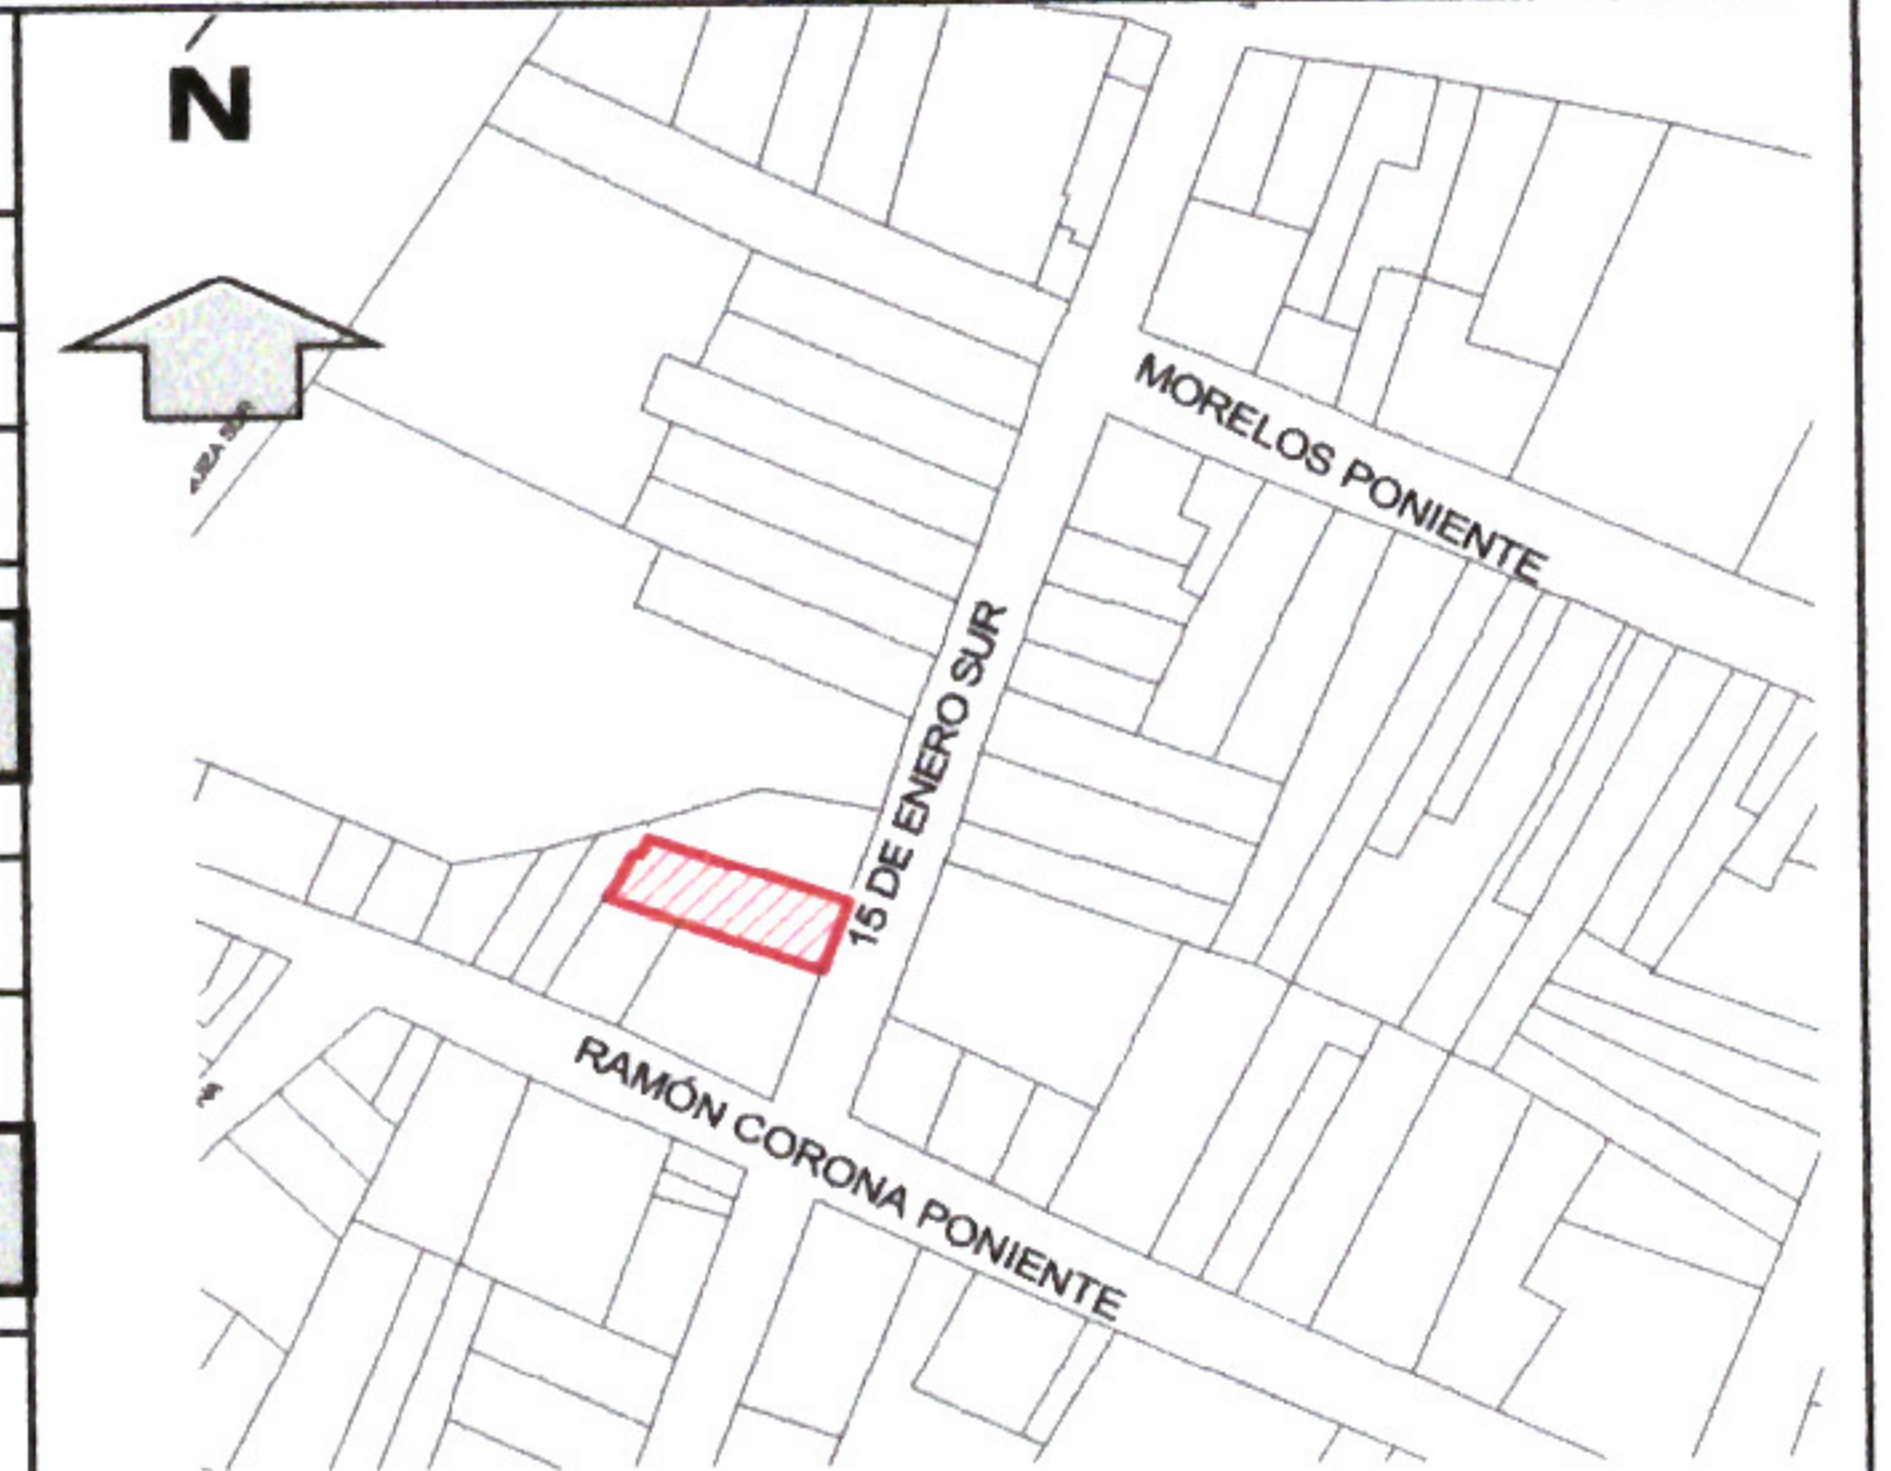 N
MORELOS PONIENTE
15 DE ENERO SUR
RAMÓN CORONA PONIENTE